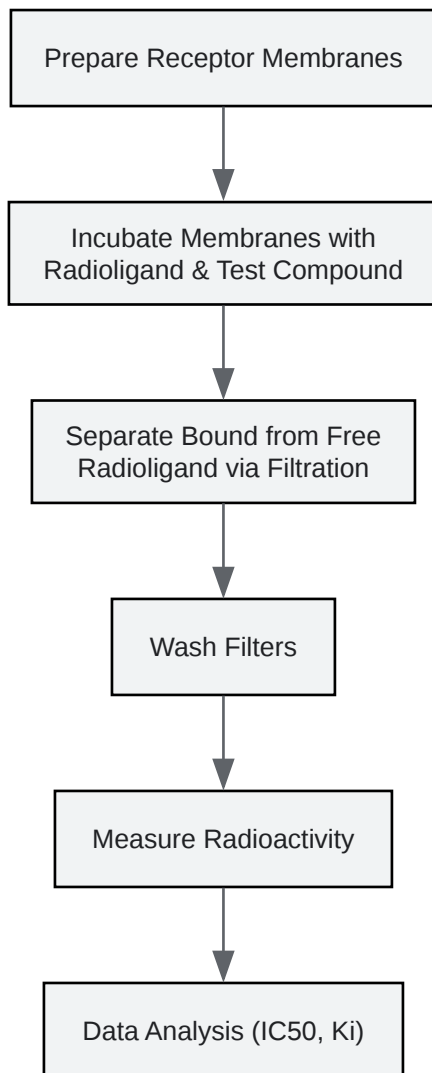 Prepare Receptor Membranes
Incubate Membranes with
Radioligand & Test Compound
Separate Bound from Free
Radioligand via Filtration
Wash Filters
Measure Radioactivity
Data Analysis (IC50, Ki)